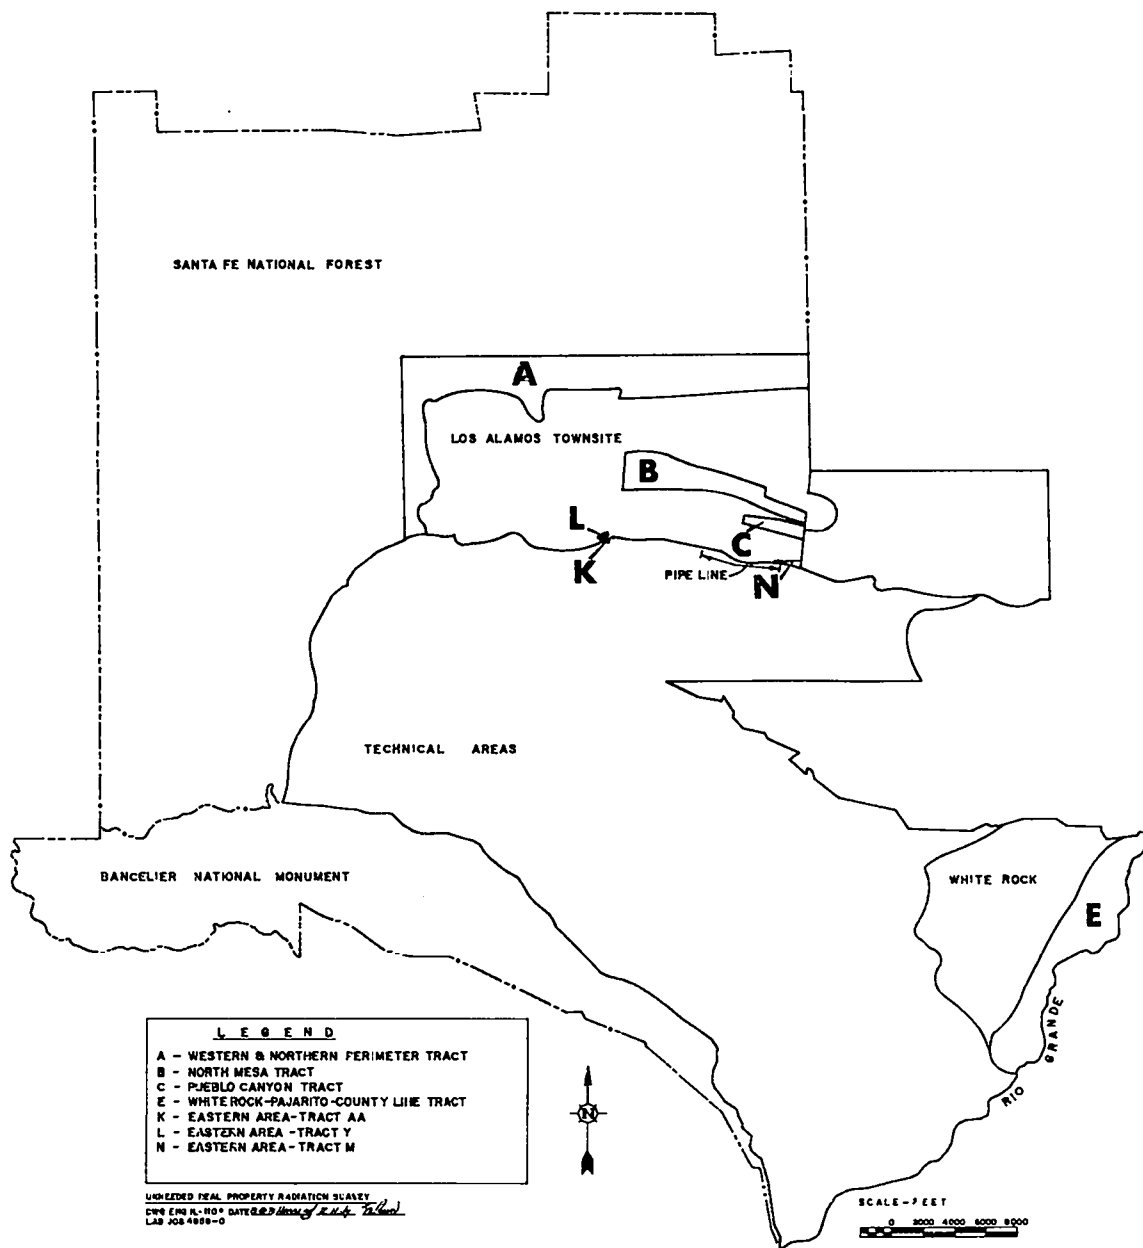 SANTA FE NATIONAL FOREST
A
LOS ALAMOS TOWNSITE
B
L
C
K
PIPE LINE
N
TECHNICAL AREAS
BANCELIER NATIONAL MONUMENT
WHITE ROCK
E
RIO GRANDE
LEGEND
A - WESTERN & NORTHERN PERIMETER TRACT
B - NORTH MESA TRACT
C - PUEBLO CANYON TRACT
E - WHITE ROCK-PAJARITO-COUNTY LINE TRACT
K - EASTERN AREA-TRACT AA
L - EASTERN AREA-TRACT Y
N - EASTERN AREA-TRACT M
N
UNNEEDED REAL PROPERTY RADIATION SURVEY
DATE
LAB JOB
SCALE-FEET
0 2000 4000 6000 8000